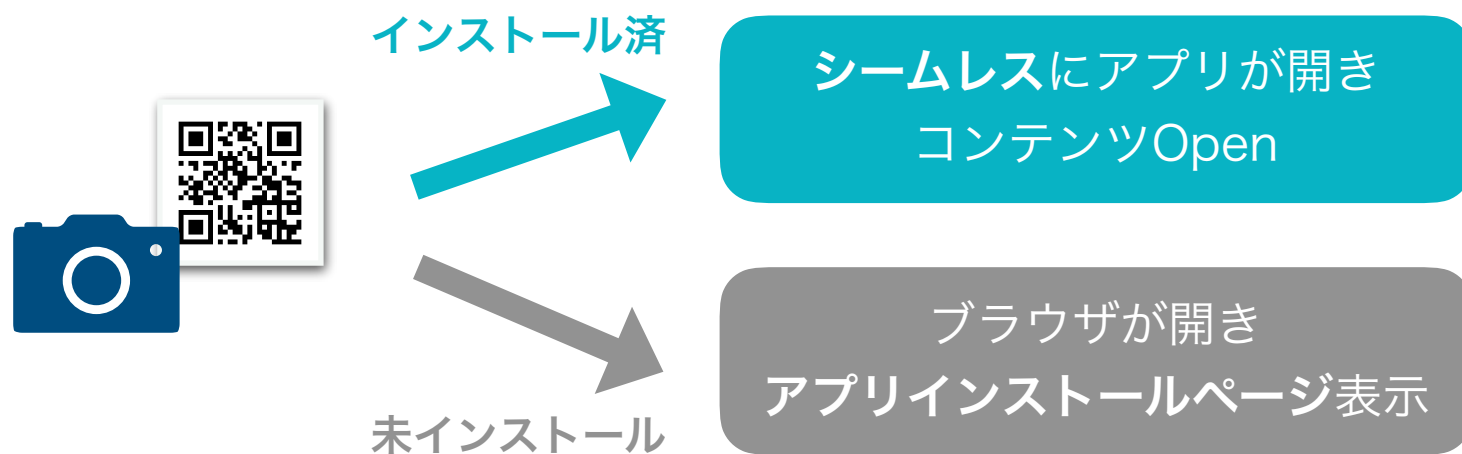 インストール済
シームレスにアプリが開き
コンテンツOpen
未インストール
ブラウザが開き
アプリインストールページ表示